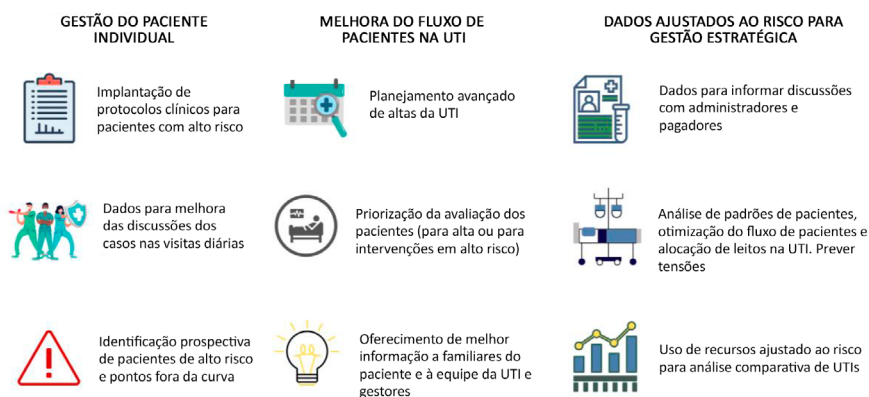 GESTÃO DO PACIENTE
INDIVIDUAL
Implantação de
protocolos clínicos para
pacientes com alto risco
Dados para melhora
das discussões dos
casos nas visitas diárias
Identificação prospectiva
de pacientes de alto risco
e pontos fora da curva
MELHORA DO FLUXO DE
PACIENTES NA UTI
Planejamento avançado
de altas da UTI
Priorização da avaliação dos
pacientes (para alta ou para
intervenções em alto risco)
Oferecimento de melhor
informação a familiares do
paciente e à equipe da UTI e
gestores
DADOS AJUSTADOS AO RISCO PARA
GESTÃO ESTRATÉGICA
Dados para informar discussões
com administradores e
pagadores
Análise de padrões de pacientes,
otimização do fluxo de pacientes e
alocação de leitos na UTI. Prever
tensões
Uso de recursos ajustado ao risco
para análise comparativa de UTIs